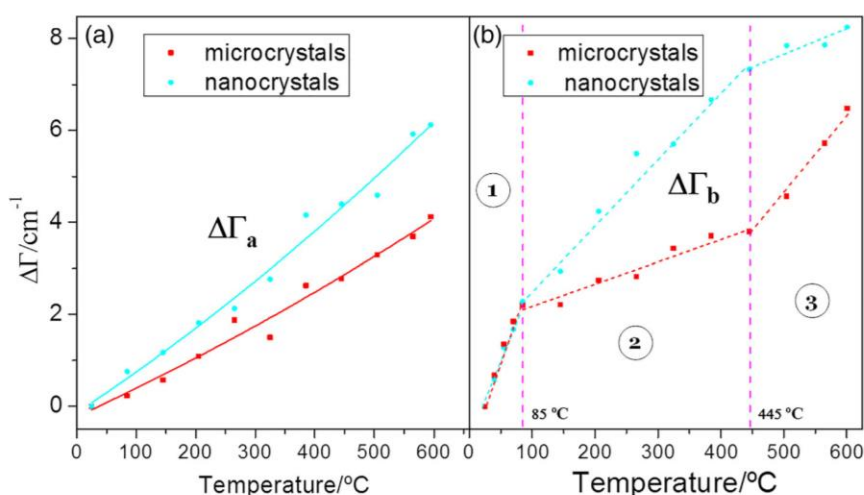 (a)
microcrystals
nanocrystals
ΔΓa
ΔΓ/cm-1
8
6
4
2
0
0 100 200 300 400 500 600
Temperature/ºC
(b)
microcrystals
nanocrystals
1
ΔΓb
2
3
85 ºC
445 ºC
0 100 200 300 400 500 600
Temperature/ºC